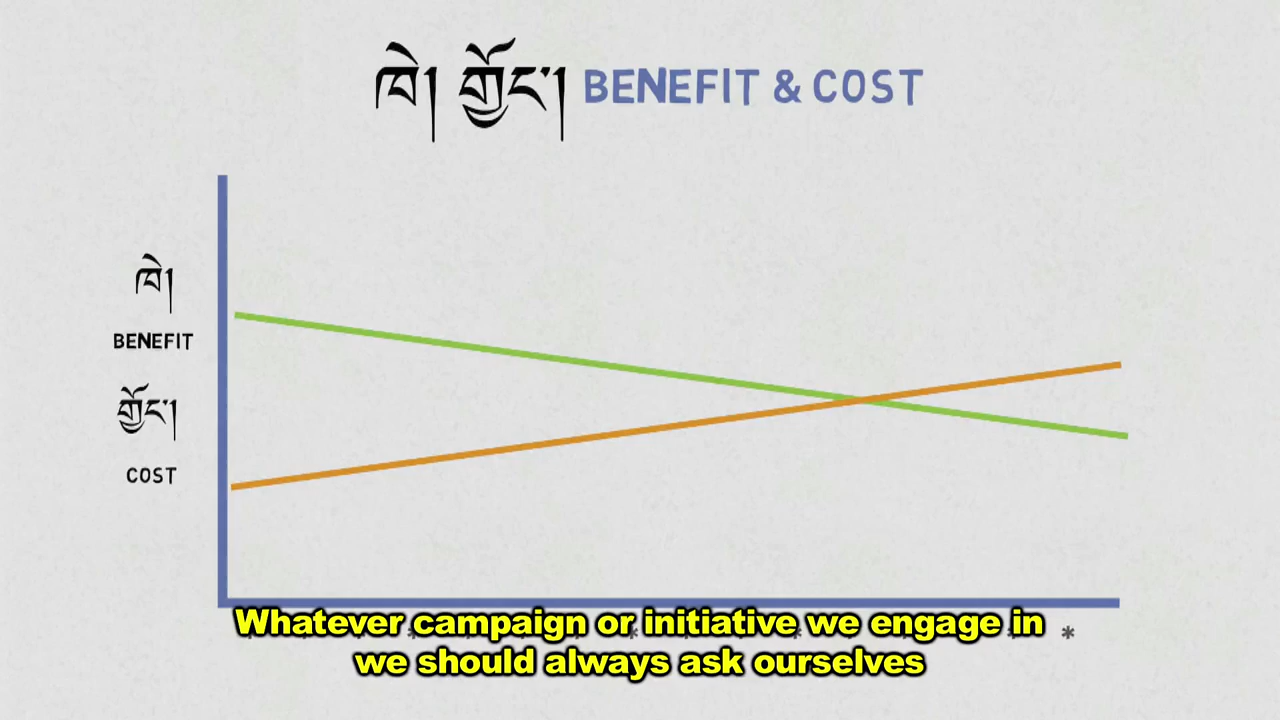 ཁེ། གྱོང་། BENEFIT & COST
ཁེ།
BENEFIT
གྱོང་།
COST
Whatever campaign or initiative we engage in
we should always ask ourselves